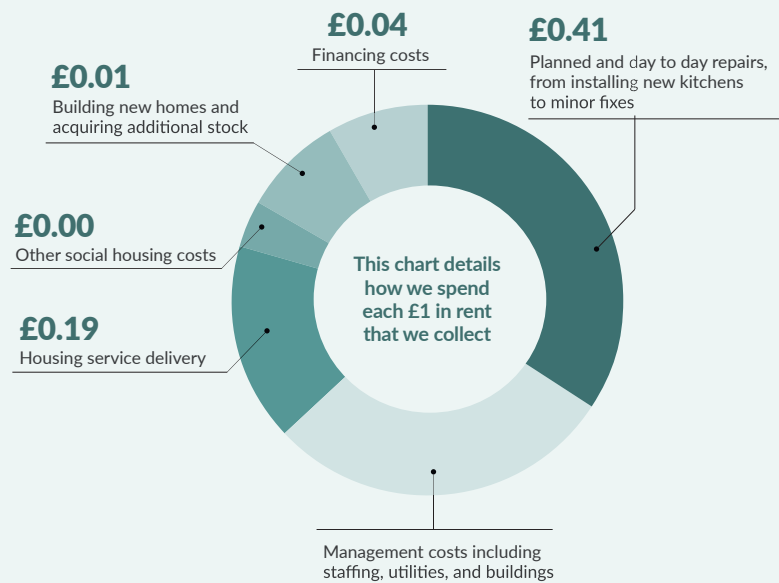 £0.04
Financing costs
£0.41
Planned and day to day repairs,
from installing new kitchens
to minor fixes
£0.01
Building new homes and
acquiring additional stock
£0.00
Other social housing costs
£0.19
Housing service delivery
This chart details
how we spend
each £1 in rent
that we collect
Management costs including
staffing, utilities, and buildings